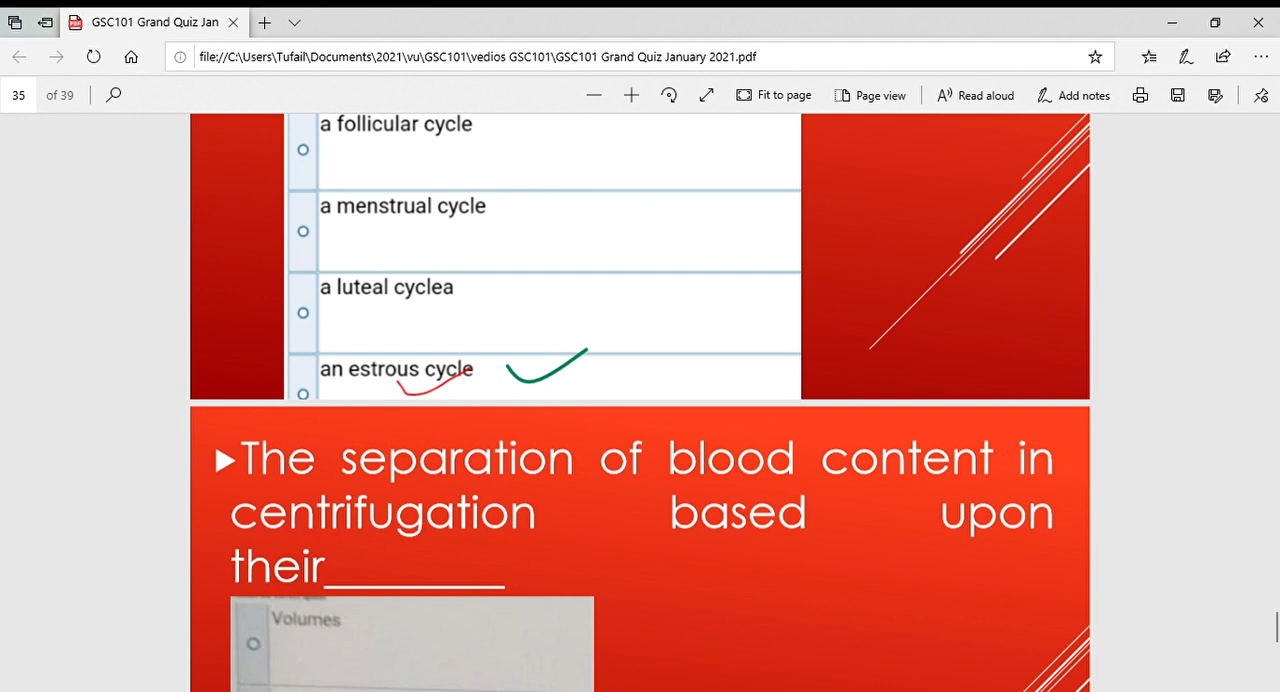 GSC101 Grand Quiz Jan
file://C:\Users\Tufail\Documents\2021\vu\GSC101\vedios GSC101\GSC101 Grand Quiz January 2021.pdf
35 of 39 Fit to page Page view Read aloud Add notes
a follicular cycle
a menstrual cycle
a luteal cyclea
an estrous cycle
The separation of blood content in
centrifugation based upon
their__________
Volumes